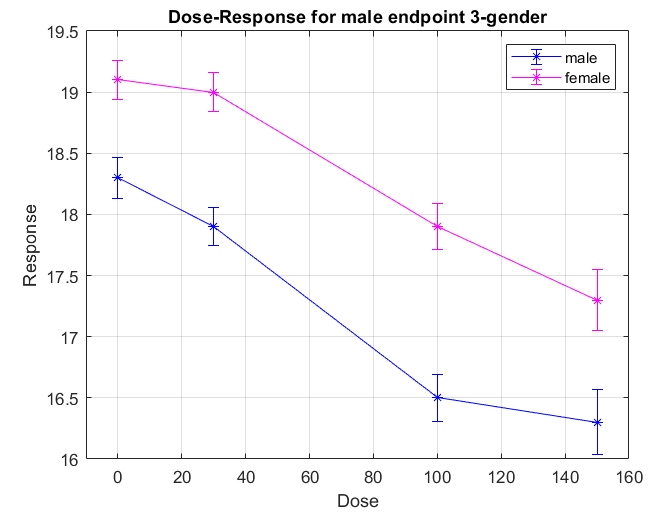 Dose-Response for male endpoint 3-gender
male
female
19.5
19
18.5
18
17.5
17
16.5
16
Response
0 20 40 60 80 100 120 140 160
Dose